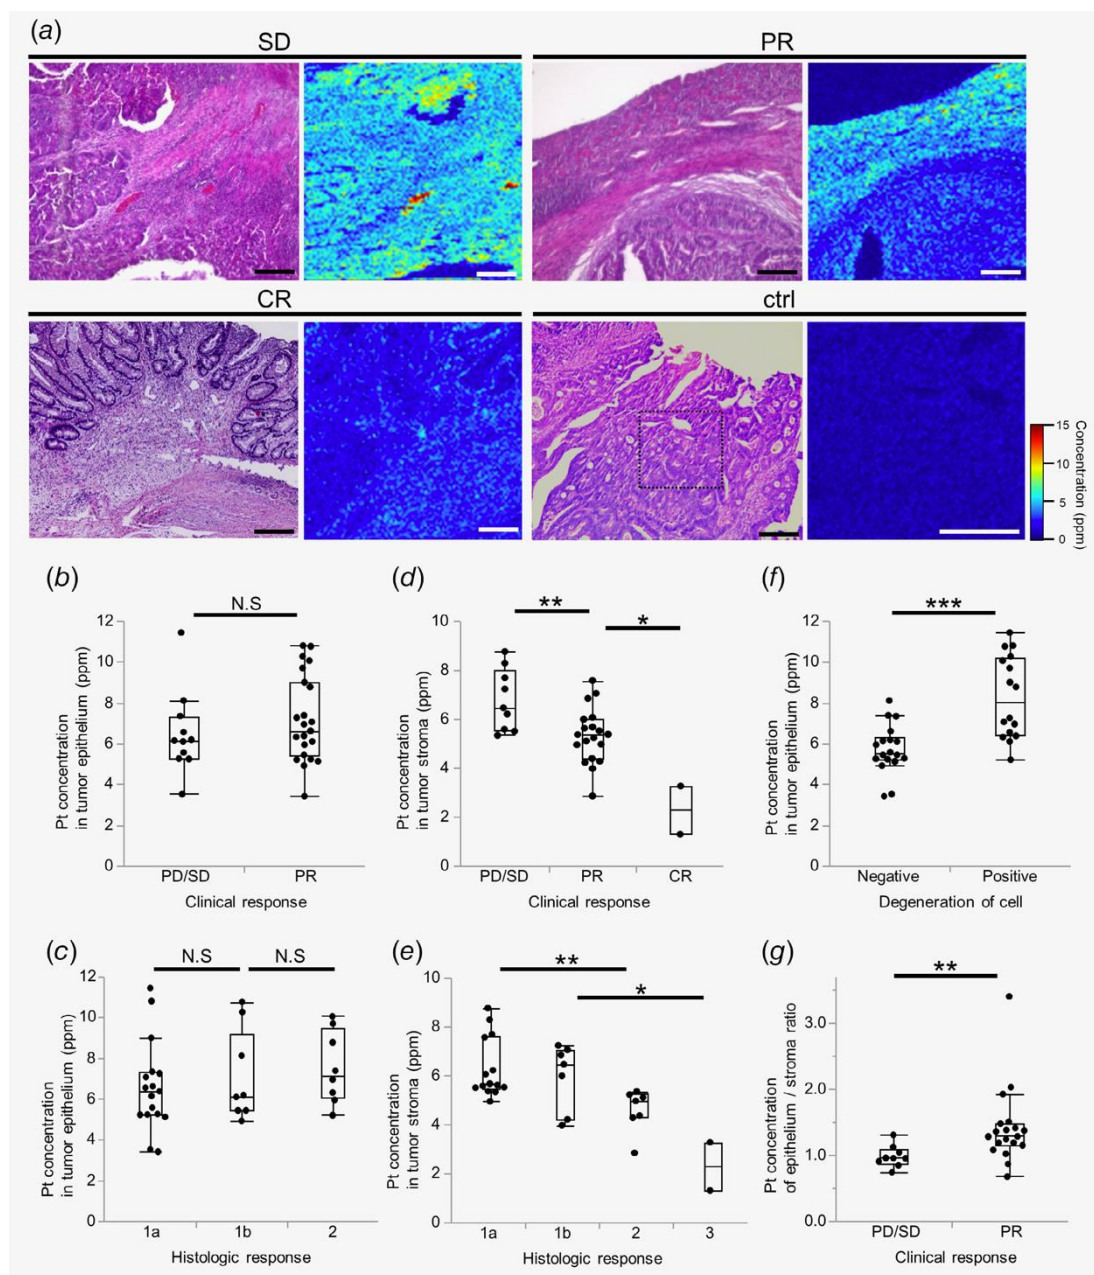 (a)
SD
PR
CR
ctrl
15
10
5
0
Concentration (ppm)
(b)
N.S
12
10
8
6
4
2
0
Pt concentration
in tumor epithelium (ppm)
PD/SD PR
Clinical response
(d)
**
*
10
8
6
4
2
0
Pt concentration
in tumor stroma (ppm)
PD/SD PR CR
Clinical response
(f)
***
12
10
8
6
4
2
0
Pt concentration
in tumor epithelium (ppm)
Negative Positive
Degeneration of cell
(c)
N.S N.S
12
10
8
6
4
2
0
Pt concentration
in tumor epithelium (ppm)
1a 1b 2
Histologic response
(e)
**
*
10
8
6
4
2
0
Pt concentration
in tumor stroma (ppm)
1a 1b 2 3
Histologic response
(g)
**
3.0
2.0
1.0
0.0
Pt concentration
of epithelium / stroma ratio
PD/SD PR
Clinical response